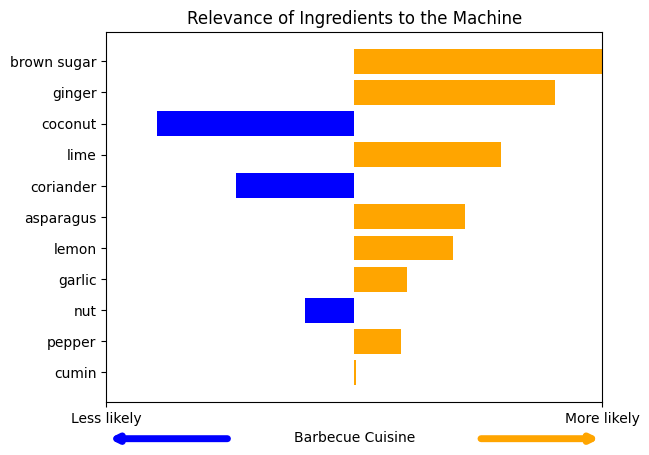 Relevance of Ingredients to the Machine
brown sugar
ginger
coconut
lime
coriander
asparagus
lemon
garlic
nut
pepper
cumin
Less likely
More likely
Barbecue Cuisine